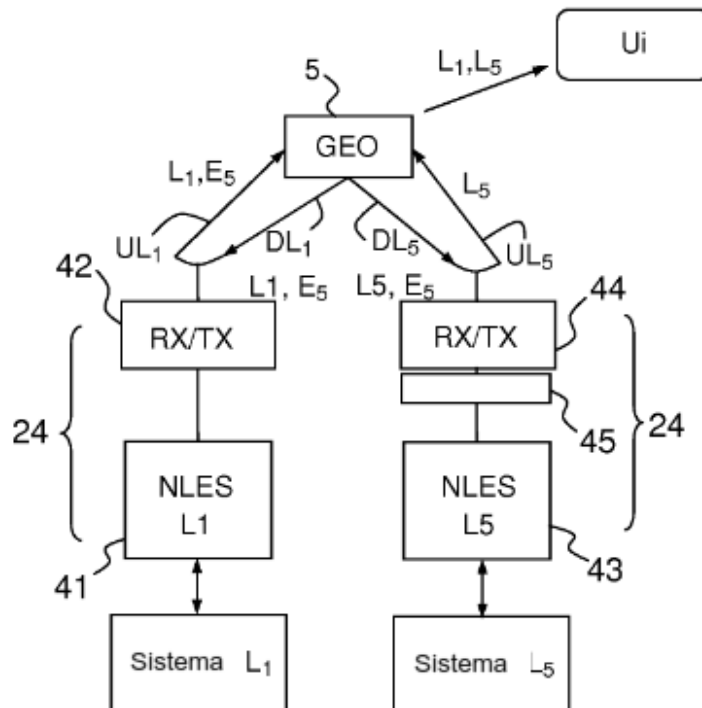 Ui
L₁,L₅
5
GEO
L₁,E₅
L₅
UL₁
DL₁
DL₅
UL₅
42
L1, E₅
L5, E₅
44
RX/TX
RX/TX
24
45
24
NLES
L1
NLES
L5
41
43
Sistema L₁
Sistema L₅